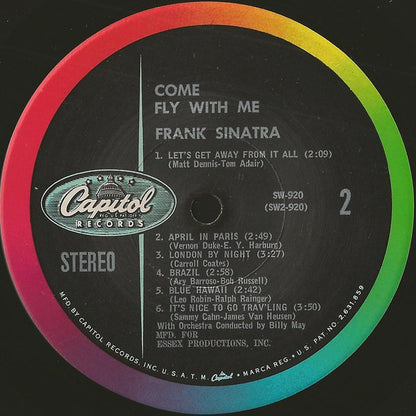 COME
FLY WITH ME
FRANK SINATRA
1. LET'S GET AWAY FROM IT ALL (2:09)
(Matt Dennis-Tom Adair)
SW-920
(SW2-920)
2
Capitol
RECORDS
STEREO
2. APRIL IN PARIS (2:49)
(Vernon Duke-E. Y. Harburg)
3. LONDON BY NIGHT (3:27)
(Carroll Coates)
4. BRAZIL (2:58)
(Ary Barroso-Bob Russell)
5. BLUE HAWAII (2:42)
(Leo Robin-Ralph Rainger)
6. IT'S NICE TO GO TRAV'LING (3:50)
(Sammy Cahn-James Van Heusen)
With Orchestra Conducted by Billy May
MFD. FOR
ESSEX PRODUCTIONS, INC.
MFD. BY CAPITOL RECORDS, INC. U.S.A. T.M. Capitol MARCA REG. • U.S. PAT. NO. 2,631,859